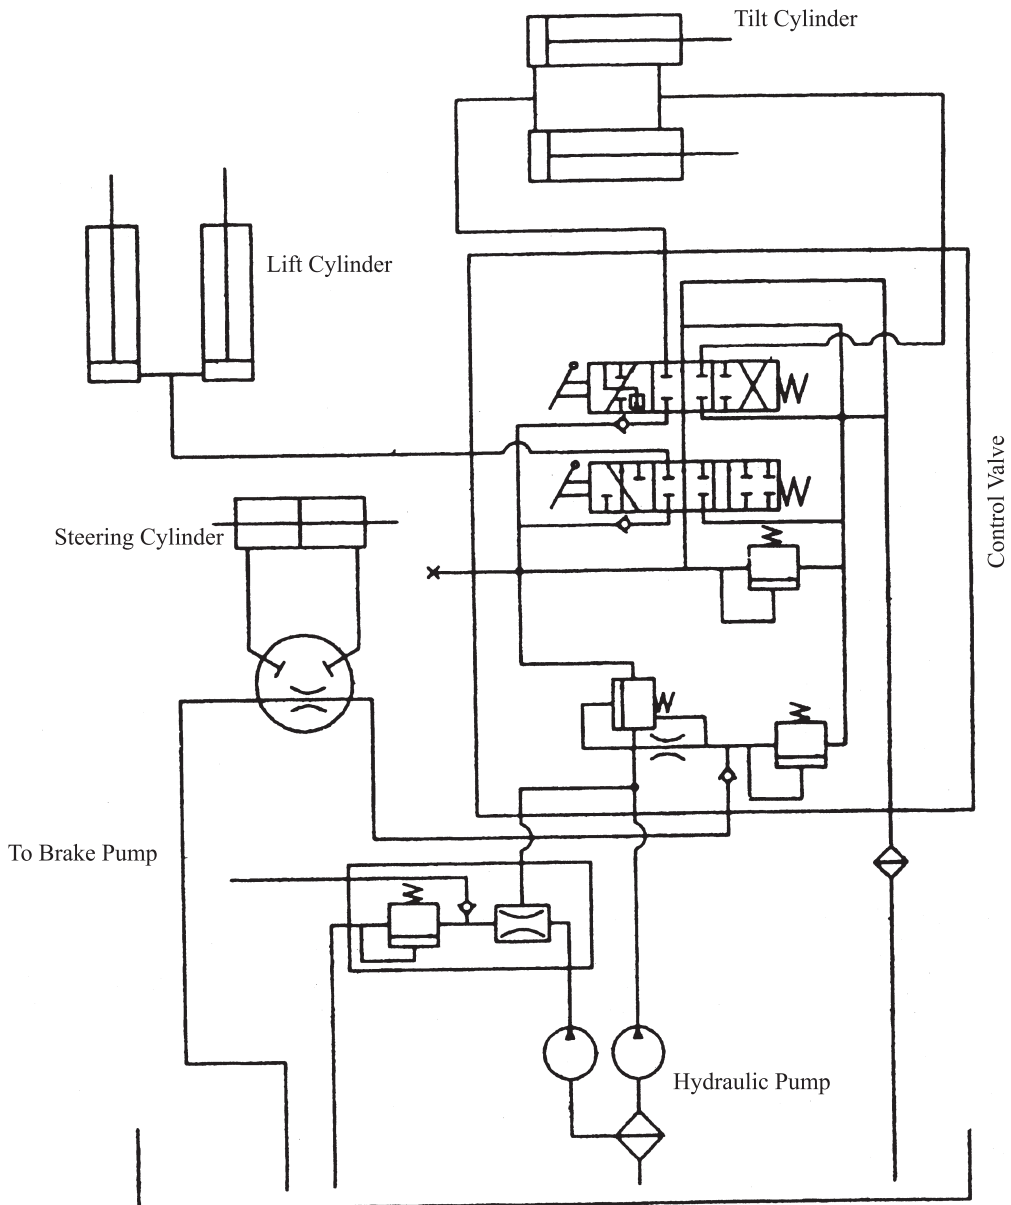 Tilt Cylinder
Lift Cylinder
Steering Cylinder
Control Valve
To Brake Pump
Hydraulic Pump